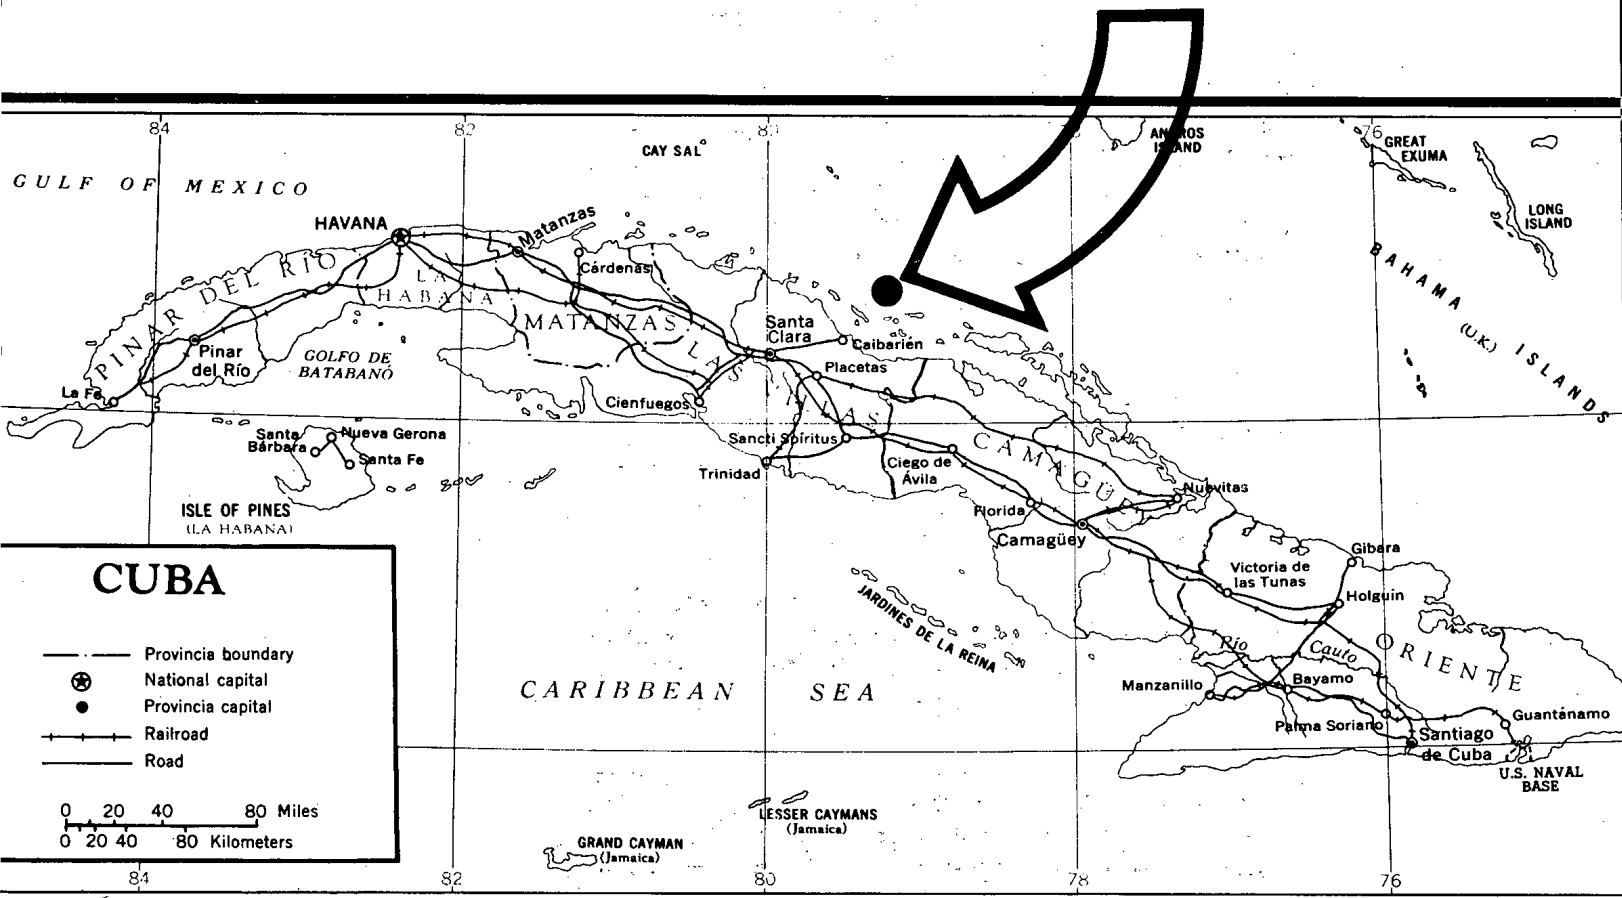 84
82
80
76
CAY SAL
ANDROS
ISLAND
GREAT
EXUMA
LONG
ISLAND
GULF OF MEXICO
BAHAMA ISLANDS
(U.K.)
HAVANA
Matanzas
Cárdenas
PINAR DEL RÍO
LA
HABANA
MATANZAS
LAS VILLAS
Santa
Clara
Caibarién
Placetas
Pinar
del Río
GOLFO DE
BATABANÓ
La Fe
Cienfuegos
Santa
Bárbara
Nueva Gerona
Santa Fe
Sancti Spíritus
Trinidad
Ciego de
Ávila
CAMAGÜEY
ISLE OF PINES
(LA HABANA)
Florida
Nuevitas
Camagüey
Gibara
Victoria de
las Tunas
Holguín
JARDINES DE LA REINA
Río Cauto
ORIENTE
CARIBBEAN SEA
Manzanillo
Bayamo
Palma Soriano
Guantánamo
Santiago
de Cuba
U.S. NAVAL
BASE
LESSER CAYMANS
(Jamaica)
GRAND CAYMAN
(Jamaica)
CUBA
Provincia boundary
National capital
Provincia capital
Railroad
Road
0 20 40 80 Miles
0 20 40 80 Kilometers
84
82
80
78
76